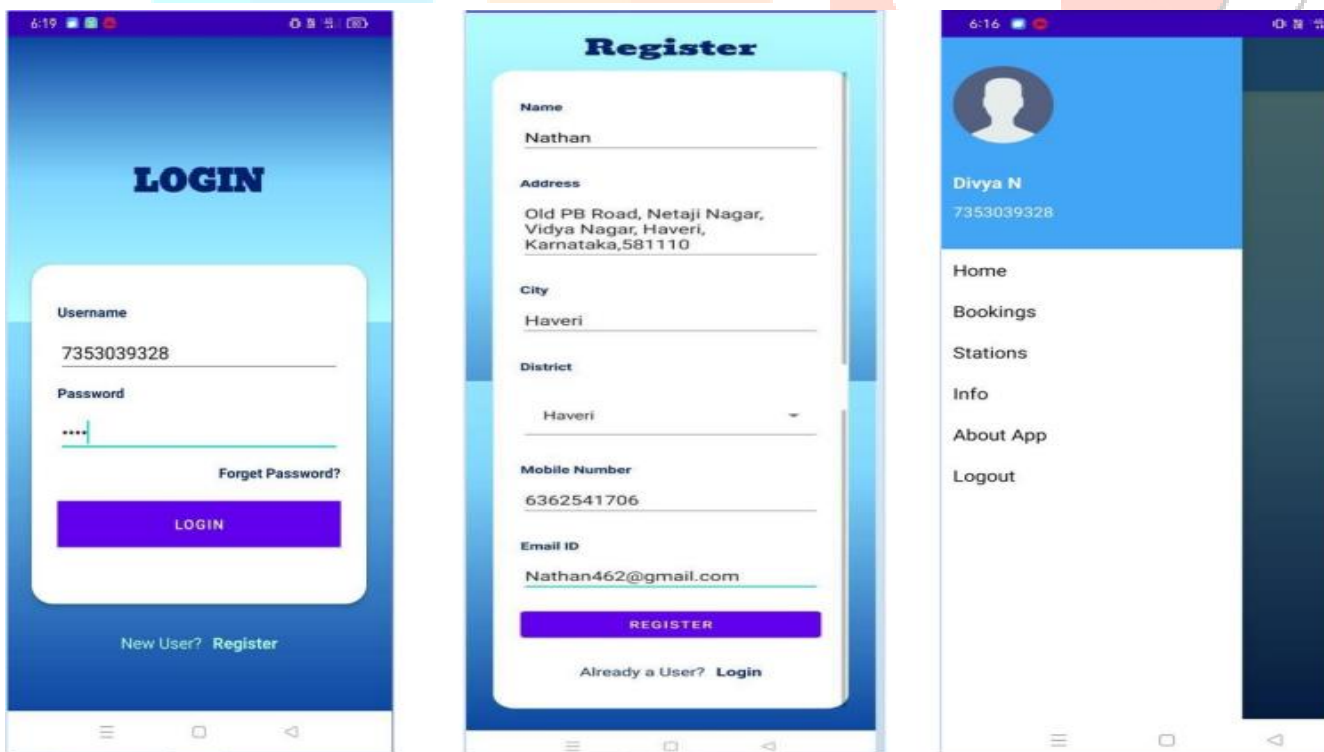 6:19
LOGIN
Username
7353039328
Password
••••
Forget Password?
LOGIN
New User? Register
Register
Name
Nathan
Address
Old PB Road, Netaji Nagar,
Vidya Nagar, Haveri,
Karnataka,581110
City
Haveri
District
Haveri
Mobile Number
6362541706
Email ID
Nathan462@gmail.com
REGISTER
Already a User? Login
6:16
Divya N
7353039328
Home
Bookings
Stations
Info
About App
Logout